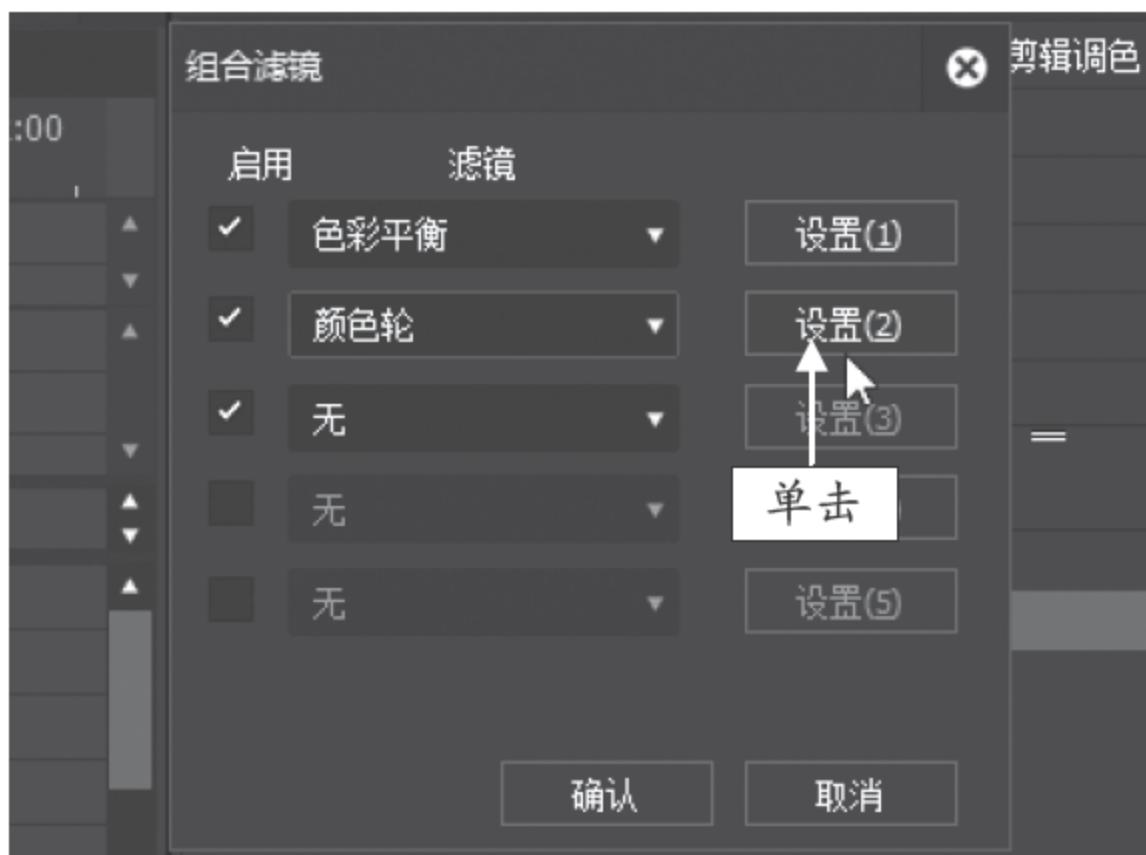 组合滤镜
剪辑调色
:00
启用 滤镜
色彩平衡 设置(1)
颜色轮 设置(2)
无 设置(3)
无
单击
无 设置(5)
确认 取消